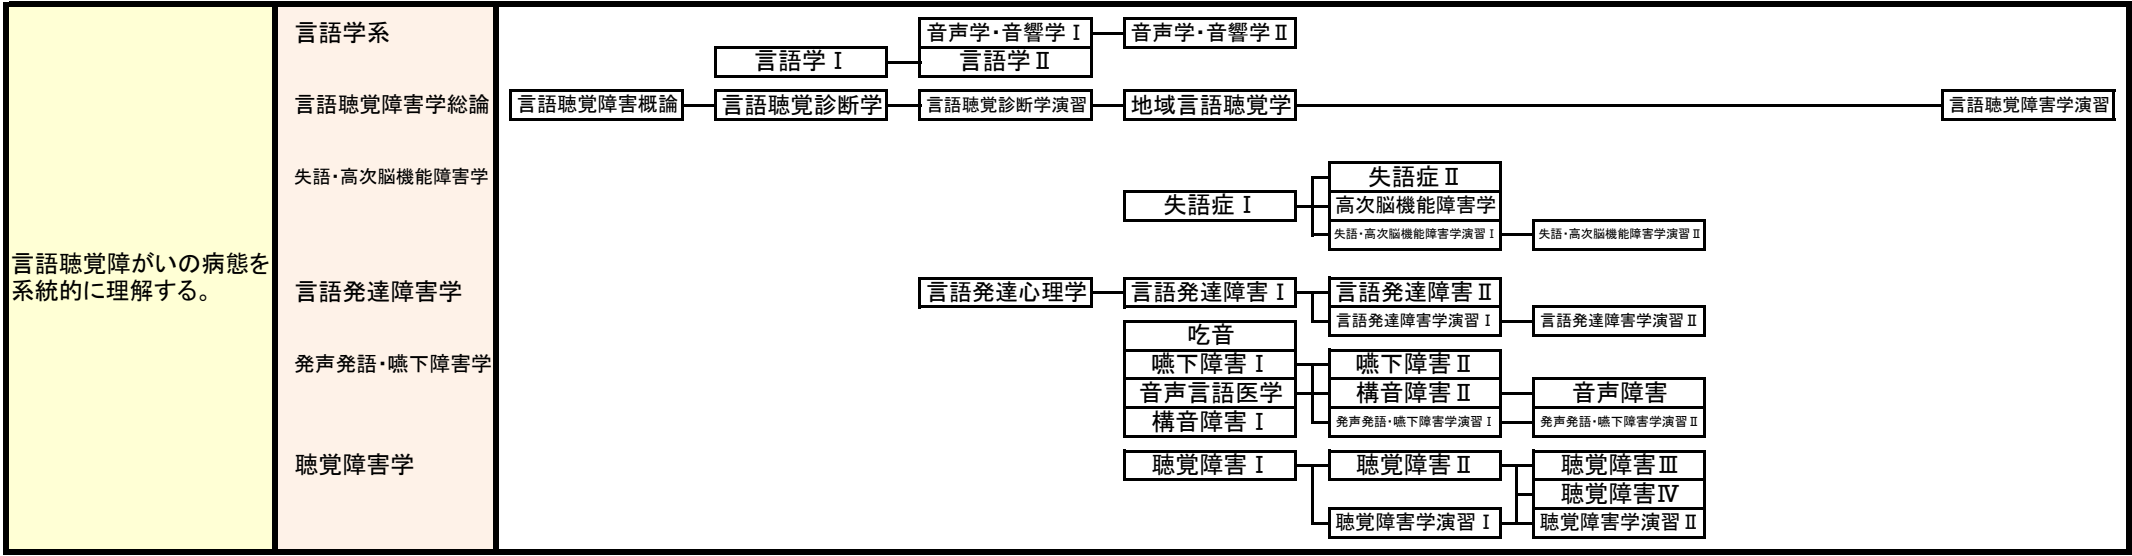 言語聴覚障がいの病態を
系統的に理解する。
言語学系
音声学・音響学Ⅰ
音声学・音響学Ⅱ
言語学Ⅰ
言語学Ⅱ
言語聴覚障害学総論
言語聴覚障害概論
言語聴覚診断学
言語聴覚診断学演習
地域言語聴覚学
言語聴覚障害学演習
失語・高次脳機能障害学
失語症Ⅰ
失語症Ⅱ
高次脳機能障害学
失語・高次脳機能障害学演習Ⅰ
失語・高次脳機能障害学演習Ⅱ
言語発達障害学
言語発達心理学
言語発達障害Ⅰ
言語発達障害Ⅱ
言語発達障害学演習Ⅰ
言語発達障害学演習Ⅱ
発声発語・嚥下障害学
吃音
嚥下障害Ⅰ
嚥下障害Ⅱ
音声言語医学
構音障害Ⅱ
音声障害
構音障害Ⅰ
発声発語・嚥下障害学演習Ⅰ
発声発語・嚥下障害学演習Ⅱ
聴覚障害学
聴覚障害Ⅰ
聴覚障害Ⅱ
聴覚障害Ⅲ
聴覚障害Ⅳ
聴覚障害学演習Ⅰ
聴覚障害学演習Ⅱ